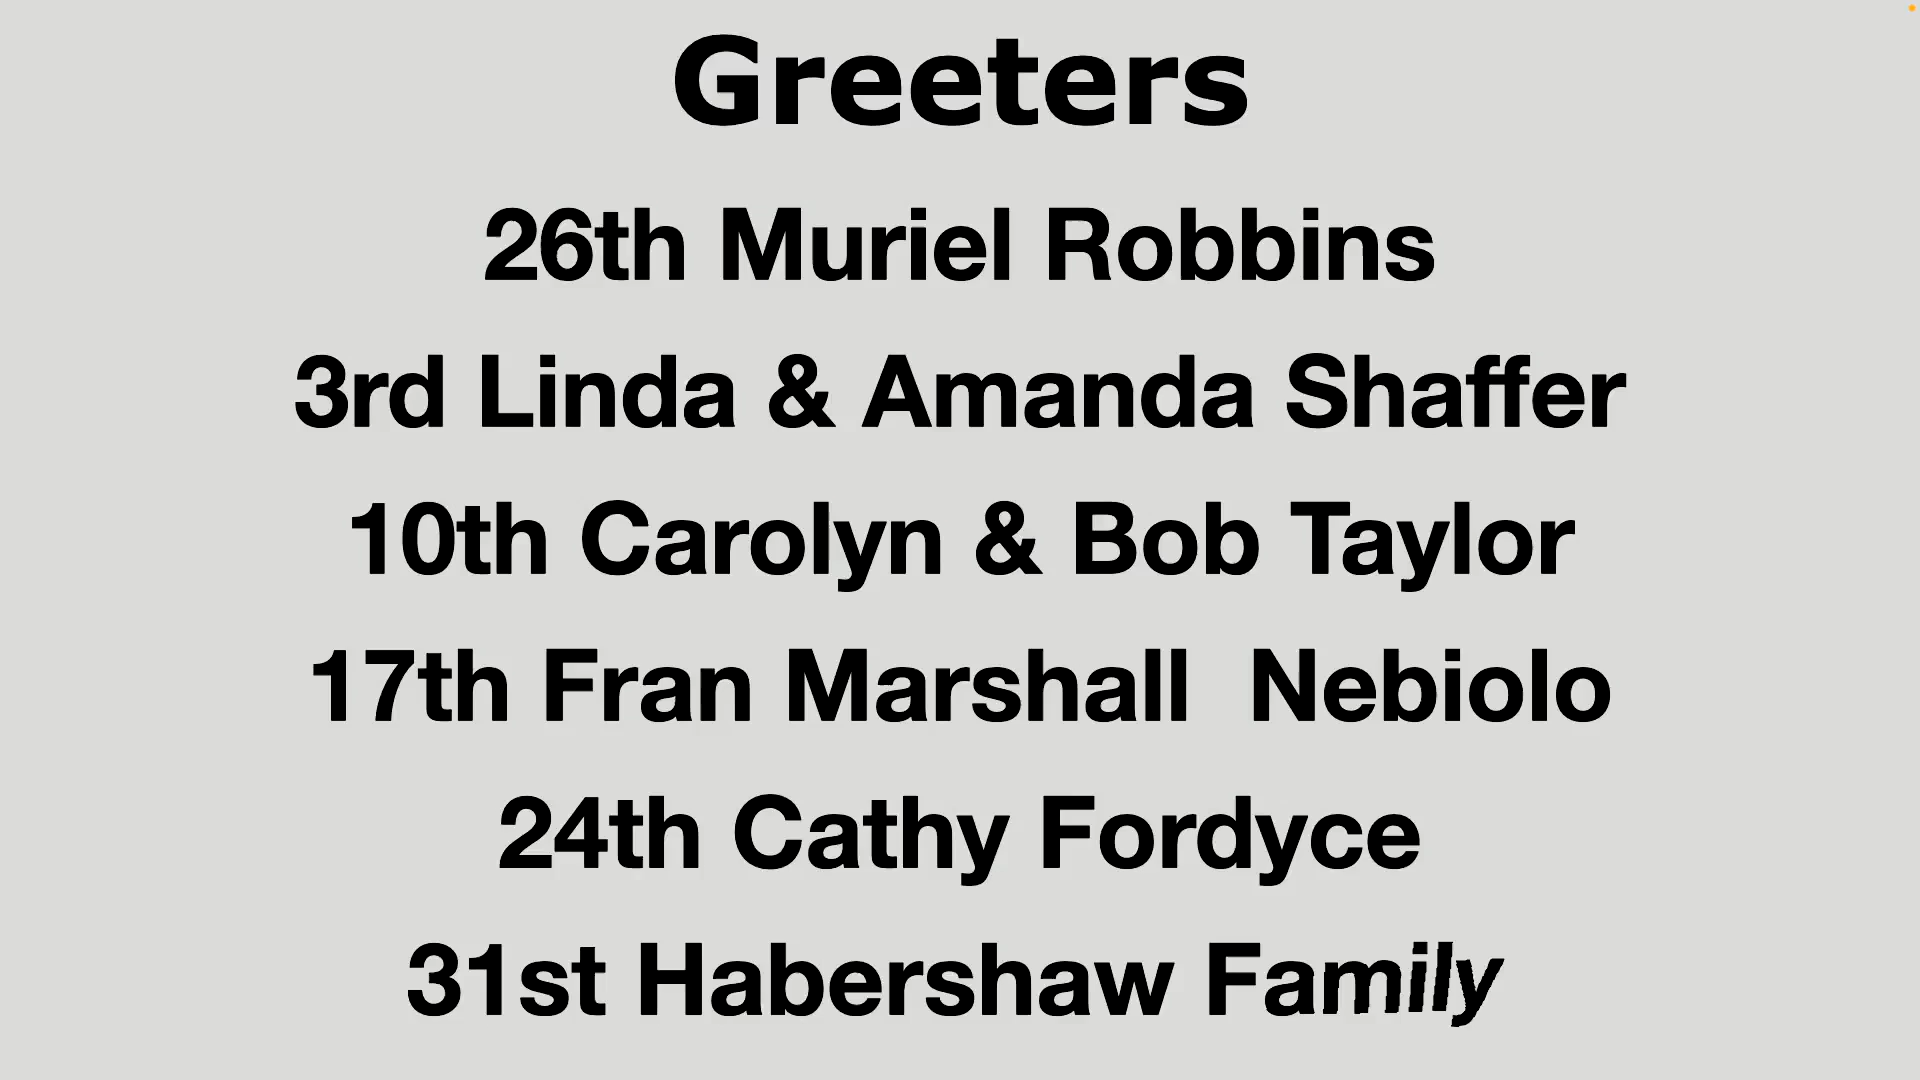 Greeters
26th Muriel Robbins
3rd Linda & Amanda Shaffer
10th Carolyn & Bob Taylor
17th Fran Marshall  Nebiolo
24th Cathy Fordyce
31st Habershaw Family